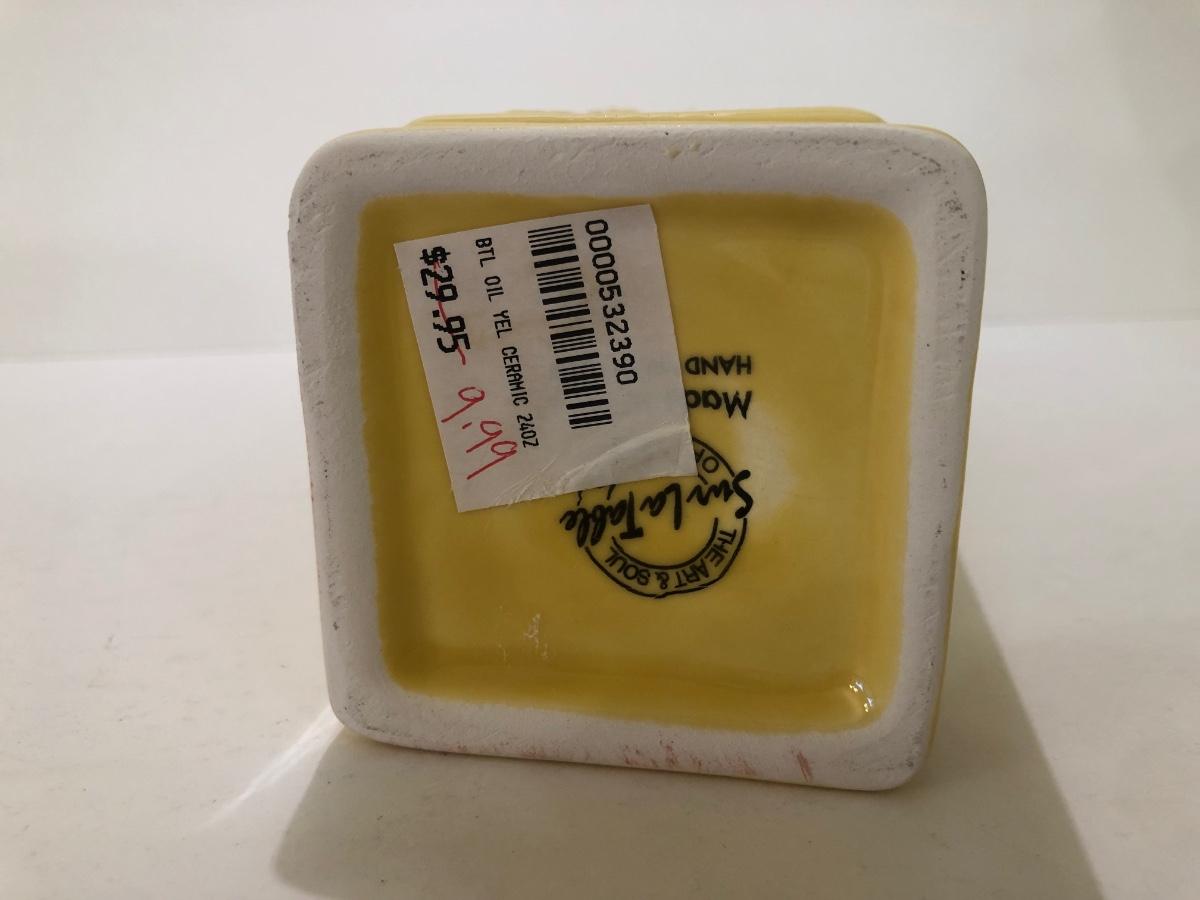 0000532390
BTL OIL YEL CERAMIC 24OZ
$29.95
9.99
THE ART & SOUL
Sur La Table
HAND